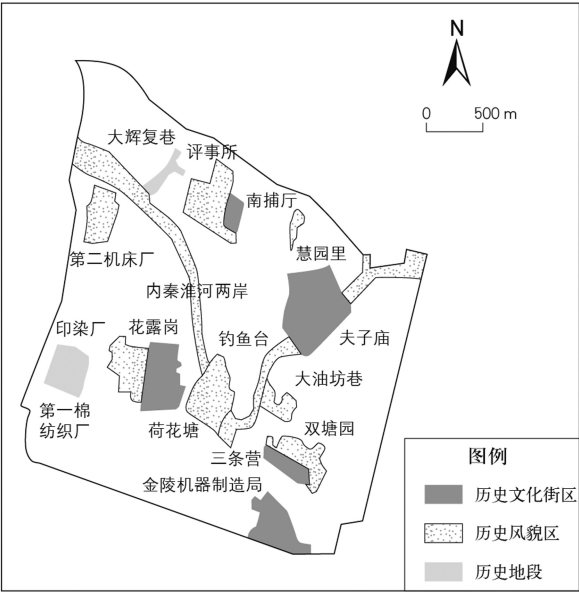 N
0 500 m
大辉复巷
评事所
南捕厅
慧园里
第二机床厂
内秦淮河两岸
印染厂
花露岗
钓鱼台
夫子庙
大油坊巷
第一棉
纺织厂
荷花塘
双塘园
三条营
金陵机器制造局
图例
历史文化街区
历史风貌区
历史地段